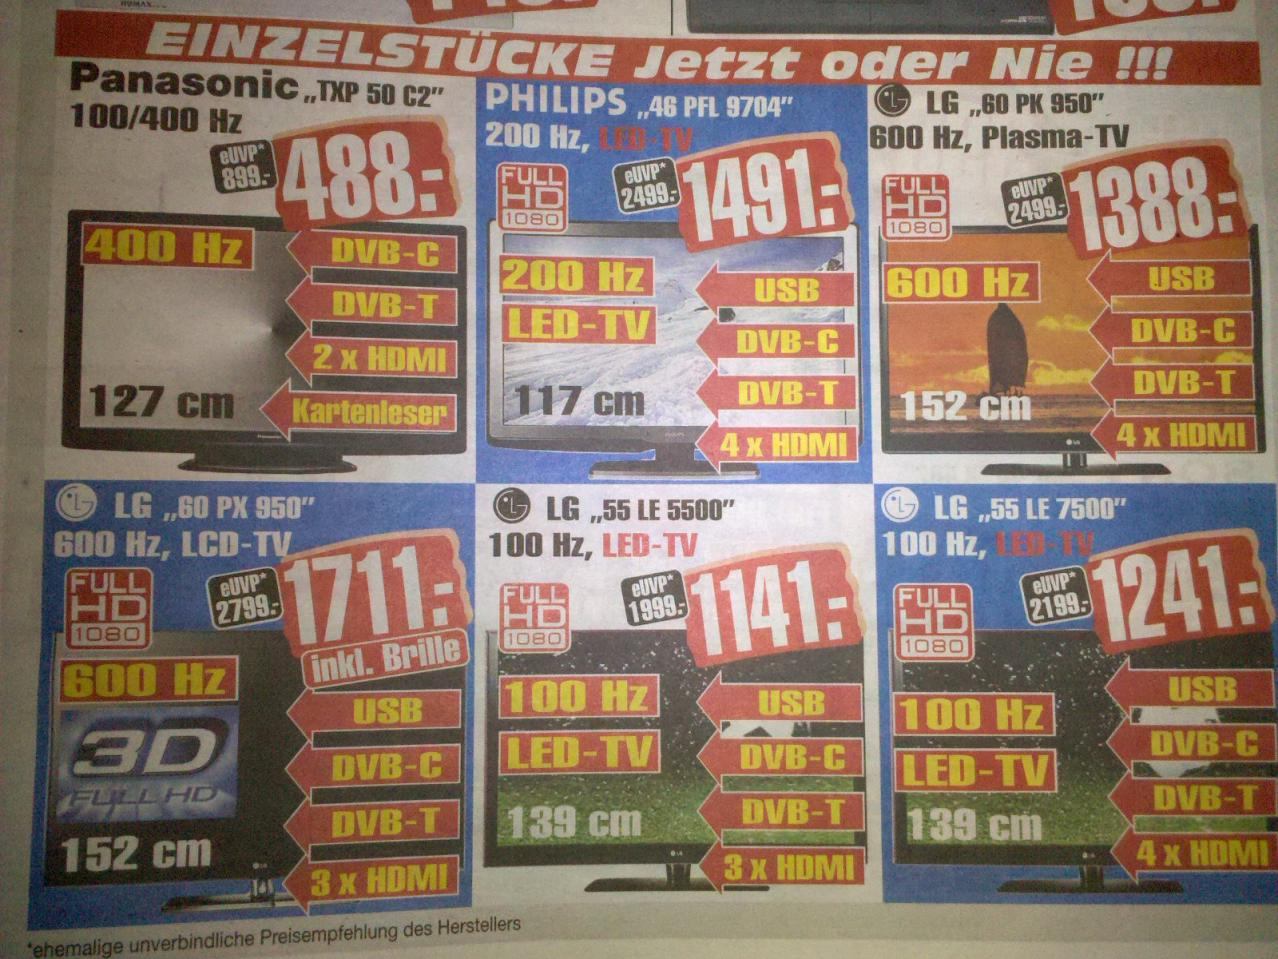 HUMAX
EINZELSTÜCKE Jetzt oder Nie !!!
Panasonic „TXP 50 C2”
100/400 Hz
eUVP*
899.-
488.-
400 Hz
DVB-C
DVB-T
2 x HDMI
127 cm
Kartenleser
Panasonic
PHILIPS „46 PFL 9704”
200 Hz, LED-TV
FULL
HD
1080
eUVP*
2499.-
1491.-
200 Hz
USB
LED-TV
DVB-C
DVB-T
117 cm
4 x HDMI
PHILIPS
LG „60 PK 950”
600 Hz, Plasma-TV
FULL
HD
1080
eUVP*
2499.-
1388.-
600 Hz
USB
DVB-C
DVB-T
152 cm
4 x HDMI
LG
LG „60 PX 950”
600 Hz, LCD-TV
FULL
HD
1080
eUVP*
2799.-
1711.-
inkl. Brille
600 Hz
USB
3D
FULL HD
DVB-C
DVB-T
152 cm
3 x HDMI
LG
LG „55 LE 5500”
100 Hz, LED-TV
FULL
HD
1080
eUVP*
1999.-
1141.-
100 Hz
USB
LED-TV
DVB-C
DVB-T
139 cm
3 x HDMI
LG
LG „55 LE 7500”
100 Hz, LED-TV
FULL
HD
1080
eUVP*
2199.-
1241.-
100 Hz
USB
LED-TV
DVB-C
DVB-T
139 cm
4 x HDMI
LG
*ehemalige unverbindliche Preisempfehlung des Herstellers